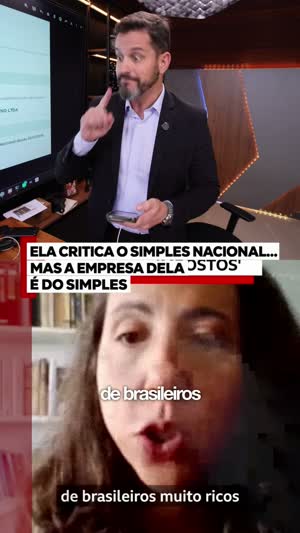 ELA CRITICA O SIMPLES NACIONAL...
MAS A EMPRESA DELA
OSTOS'
É DO SIMPLES
de brasileiros
de brasileiros muito ricos